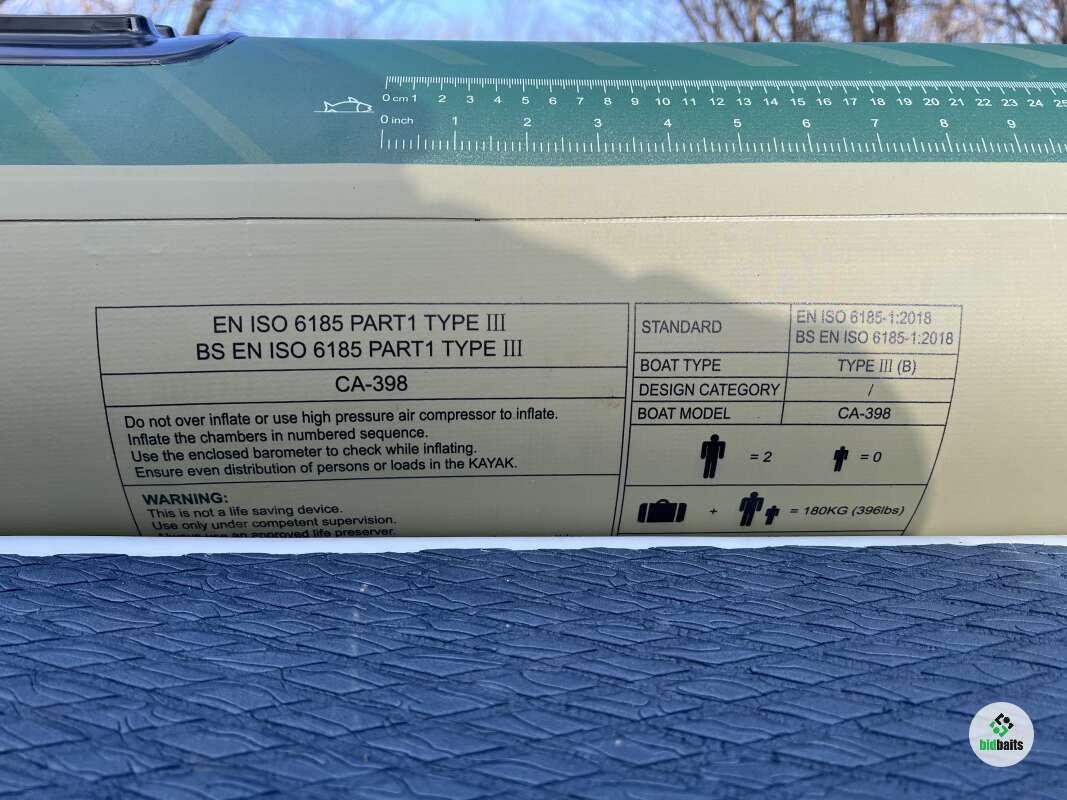 0 cm 1 2 3 4 5 6 7 8 9 10 11 12 13 14 15 16 17 18 19 20 21 22 23 24 25
0 inch 1 2 3 4 5 6 7 8 9
EN ISO 6185 PART1 TYPE III
BS EN ISO 6185 PART1 TYPE III
CA-398
Do not over inflate or use high pressure air compressor to inflate.
Inflate the chambers in numbered sequence.
Use the enclosed barometer to check while inflating.
Ensure even distribution of persons or loads in the KAYAK.
WARNING:
This is not a life saving device.
Use only under competent supervision.
Always use an approved life preserver.
STANDARD EN ISO 6185-1:2018
BS EN ISO 6185-1:2018
BOAT TYPE TYPE III (B)
DESIGN CATEGORY /
BOAT MODEL CA-398
= 2 = 0
+ = 180KG (396lbs)
bidbaits